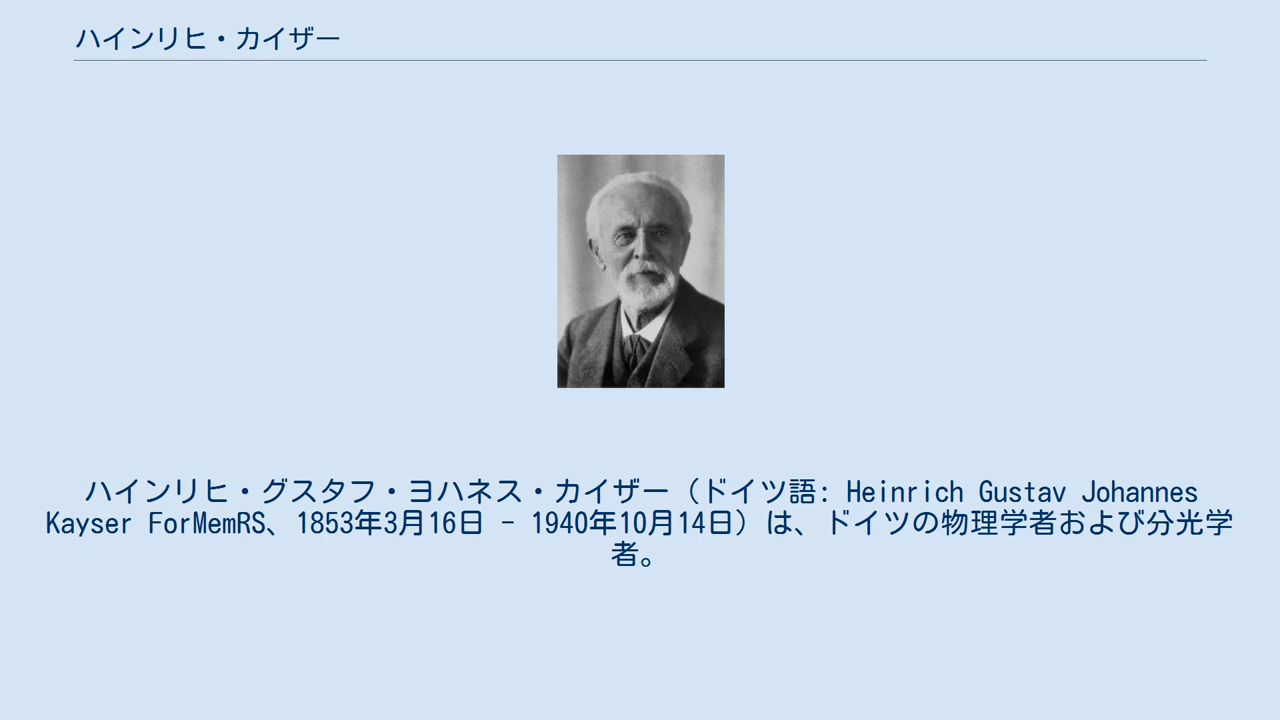 ハインリヒ・カイザー
ハインリヒ・グスタフ・ヨハネス・カイザー（ドイツ語: Heinrich Gustav Johannes
Kayser ForMemRS、1853年3月16日 - 1940年10月14日）は、ドイツの物理学者および分光学
者。